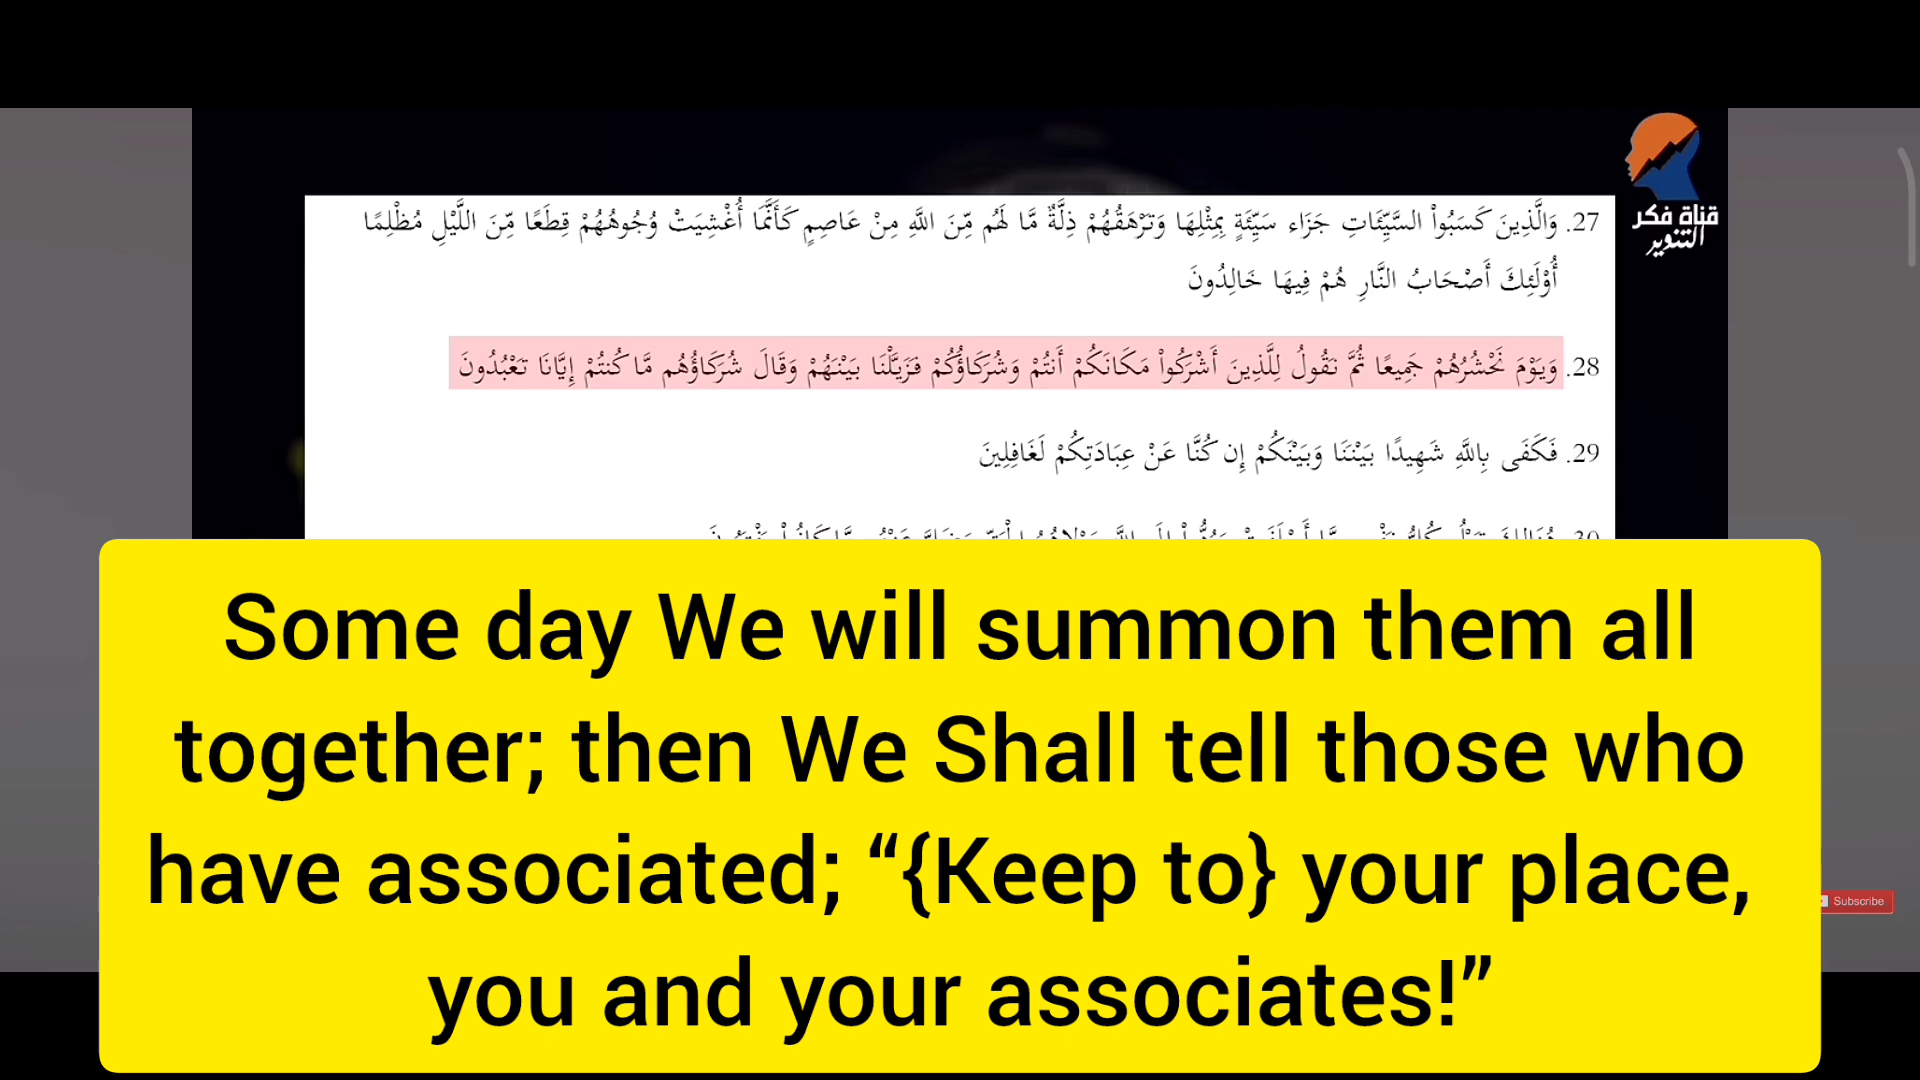 قناة فكر
التنوير
27. وَالَّذِينَ كَسَبُواْ السَّيِّئَاتِ جَزَاء سَيِّئَةٍ بِمِثْلِهَا وَتَرْهَقُهُمْ ذِلَّةٌ مَّا لَهُم مِّنَ اللَّهِ مِنْ عَاصِمٍ كَأَنَّمَا أُغْشِيَتْ وُجُوهُهُمْ قِطَعًا مِّنَ اللَّيْلِ مُظْلِمًا
أُوْلَئِكَ أَصْحَابُ النَّارِ هُمْ فِيهَا خَالِدُونَ
28. وَيَوْمَ نَحْشُرُهُمْ جَمِيعًا ثُمَّ نَقُولُ لِلَّذِينَ أَشْرَكُواْ مَكَانَكُمْ أَنتُمْ وَشُرَكَاؤُكُمْ فَزَيَّلْنَا بَيْنَهُمْ وَقَالَ شُرَكَاؤُهُم مَّا كُنتُمْ إِيَّانَا تَعْبُدُونَ
29. فَكَفَى بِاللَّهِ شَهِيدًا بَيْنَنَا وَبَيْنَكُمْ إِن كُنَّا عَنْ عِبَادَتِكُمْ لَغَافِلِينَ
Some day We will summon them all
together; then We Shall tell those who
have associated; “{Keep to} your place,
you and your associates!”
Subscribe